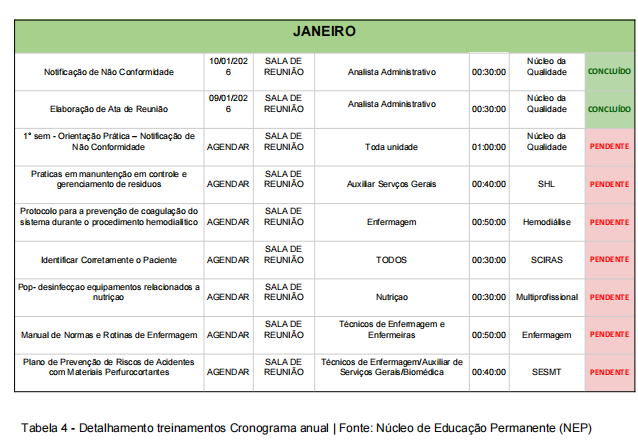 JANEIRO
Notificação de Não Conformidade 10/01/202 6 SALA DE REUNIÃO Analista Administrativo 00:30:00 Núcleo da Qualidade CONCLUÍDO
Elaboração de Ata de Reunião 09/01/202 6 SALA DE REUNIÃO Analista Administrativo 00:30:00 Núcleo da Qualidade CONCLUÍDO
1° sem - Orientação Prática – Notificação de Não Conformidade AGENDAR SALA DE REUNIÃO Toda unidade 01:00:00 Núcleo da Qualidade PENDENTE
Praticas em manuntenção em controle e gerenciamento de residuos AGENDAR SALA DE REUNIÃO Auxiliar Servços Gerais 00:40:00 SHL PENDENTE
Protocolo para a prevenção de coagulação do sistema durante o procedimento hemodialitico AGENDAR SALA DE REUNIÃO Enfermagem 00:50:00 Hemodiálise PENDENTE
Identificar Corretamente o Paciente AGENDAR SALA DE REUNIÃO TODOS 00:30:00 SCIRAS PENDENTE
Pop- desinfecçao equipamentos relacionados a nutriçao AGENDAR SALA DE REUNIÃO Nutriçao 00:30:00 Multiprofissional PENDENTE
Manual de Normas e Rotinas de Enfermagem AGENDAR SALA DE REUNIÃO Técnicos de Enfermagem e Enfermeiras 00:50:00 Enfermagem PENDENTE
Plano de Prevenção de Riscos de Acidentes com Materiais Perfurocortantes AGENDAR SALA DE REUNIÃO Técnicos de Enfermagem/Auxiliar de Serviços Gerais/Biomédica 00:40:00 SESMT PENDENTE
Tabela 4 - Detalhamento treinamentos Cronograma anual | Fonte: Núcleo de Educação Permanente (NEP)